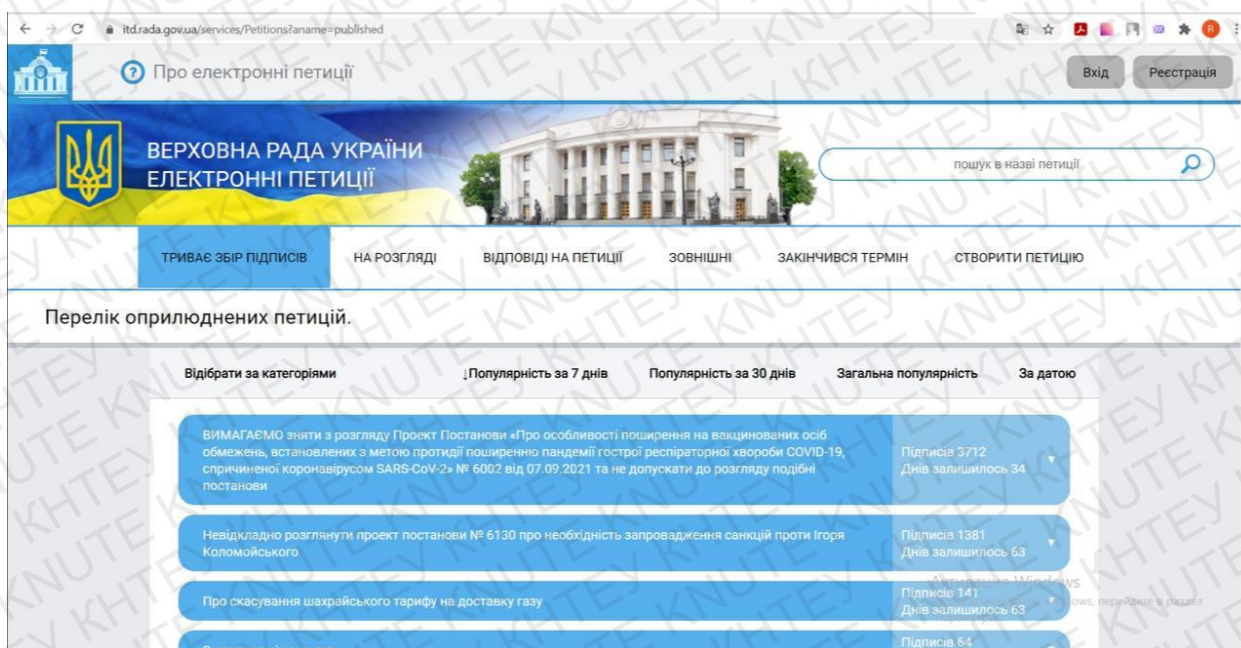 itd.rada.gov.ua/services/Petitions?aname=published
R
? Про електронні петиції
Вхід
Реєстрація
ВЕРХОВНА РАДА УКРАЇНИ
ЕЛЕКТРОННІ ПЕТИЦІЇ
пошук в назві петиції
ТРИВАЄ ЗБІР ПІДПИСІВ
НА РОЗГЛЯДІ
ВІДПОВІДІ НА ПЕТИЦІЇ
ЗОВНІШНІ
ЗАКІНЧИВСЯ ТЕРМІН
СТВОРИТИ ПЕТИЦІЮ
Перелік оприлюднених петицій.
Відібрати за категоріями
↓Популярність за 7 днів
Популярність за 30 днів
Загальна популярність
За датою
ВИМАГАЄМО зняти з розгляду Проект Постанови «Про особливості поширення на вакцинованих осіб
обмежень, встановлених з метою протидії поширенню пандемії гострої респіраторної хвороби COVID-19,
спричиненої коронавірусом SARS-CoV-2» № 6002 від 07.09.2021 та не допускати до розгляду подібні
постанови
Підписів 3712
Днів залишилось 34
Невідкладно розглянути проект постанови № 6130 про необхідність запровадження санкцій проти Ігоря
Коломойського
Підписів 1381
Днів залишилось 63
Про скасування шахрайського тарифу на доставку газу
Підписів 141
Днів залишилось 63
Активация Windows
перейдите в раздел
Підписів 64
KNUTE KHTEY